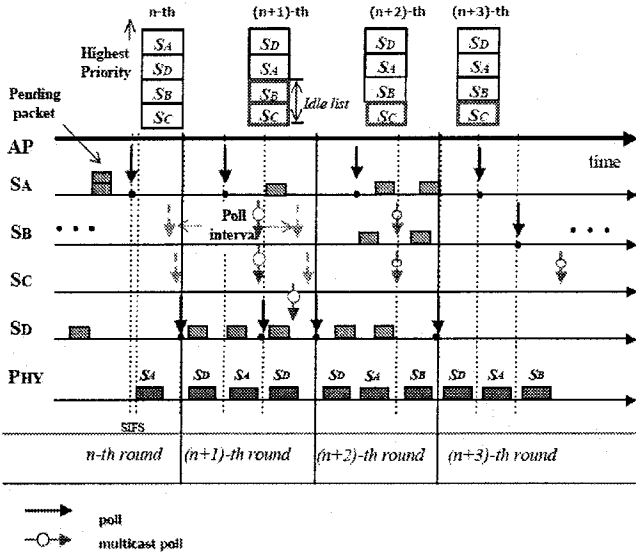 n-th (n+1)-th (n+2)-th (n+3)-th
Highest Priority
SA SD SD SD
SD SA SA SA
SB SB SB SB
SC SC SC SC
Idle list
Pending packet
AP
time
SA
Poll interval
SB
SC
SD
PHY
SA SD SA SD SD SA SB SD SA SB
SIFS
n-th round (n+1)-th round (n+2)-th round (n+3)-th round
poll
multicast poll